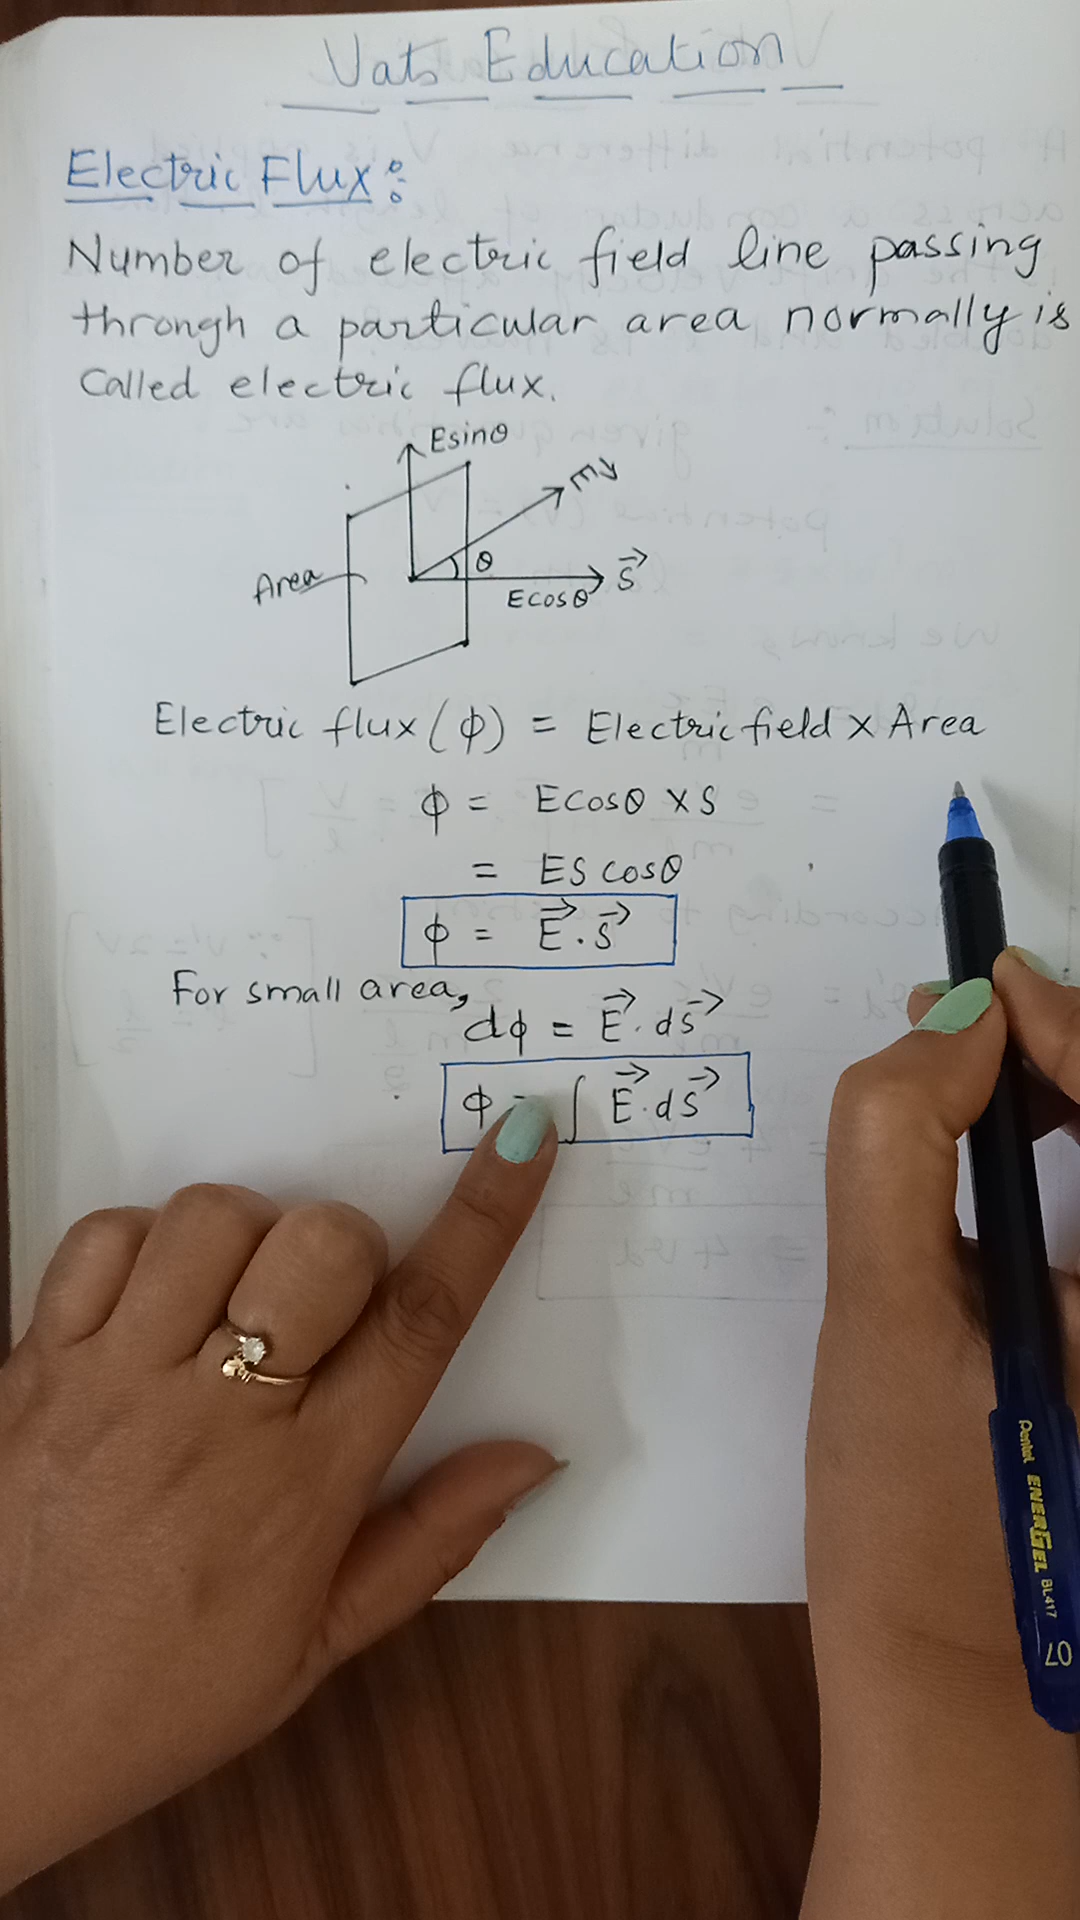 Vats Education
Electric Flux :
Number of electric field line passing
through a particular area normally is
Called electric flux.
Esinθ
E⃗
θ
Area
S⃗
Ecosθ
Electric flux (ϕ) = Electric field × Area
ϕ = Ecosθ × S
= ES cosθ
ϕ = E⃗ . S⃗
For small area,
dϕ = E⃗ . dS⃗
ϕ = ∫ E⃗ . dS⃗
Pentel ENERGEL BL417
07